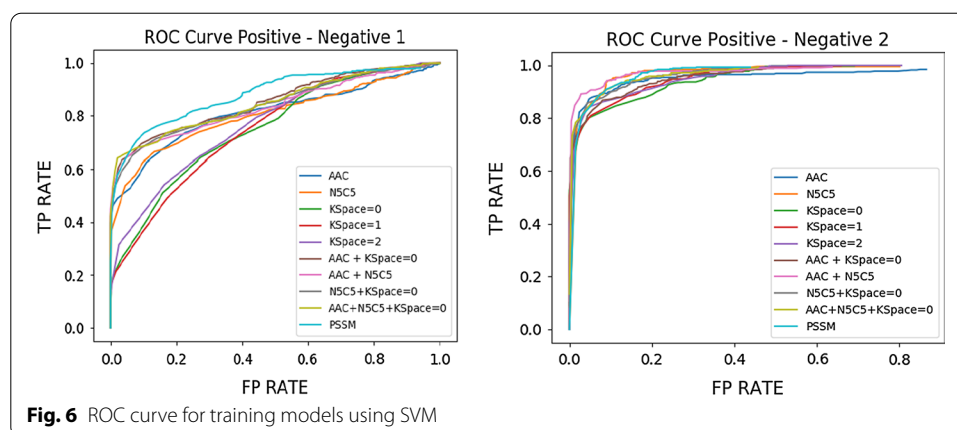 ROC Curve Positive - Negative 1
TP RATE
1.0
0.8
0.6
0.4
0.2
0.0
AAC
N5C5
KSpace=0
KSpace=1
KSpace=2
AAC + KSpace=0
AAC + N5C5
N5C5+KSpace=0
AAC+N5C5+KSpace=0
PSSM
0.0 0.2 0.4 0.6 0.8 1.0
FP RATE
ROC Curve Positive - Negative 2
TP RATE
1.0
0.8
0.6
0.4
0.2
0.0
AAC
N5C5
KSpace=0
KSpace=1
KSpace=2
AAC + KSpace=0
AAC + N5C5
N5C5+KSpace=0
AAC+N5C5+KSpace=0
PSSM
0.0 0.2 0.4 0.6 0.8
FP RATE
Fig. 6 ROC curve for training models using SVM